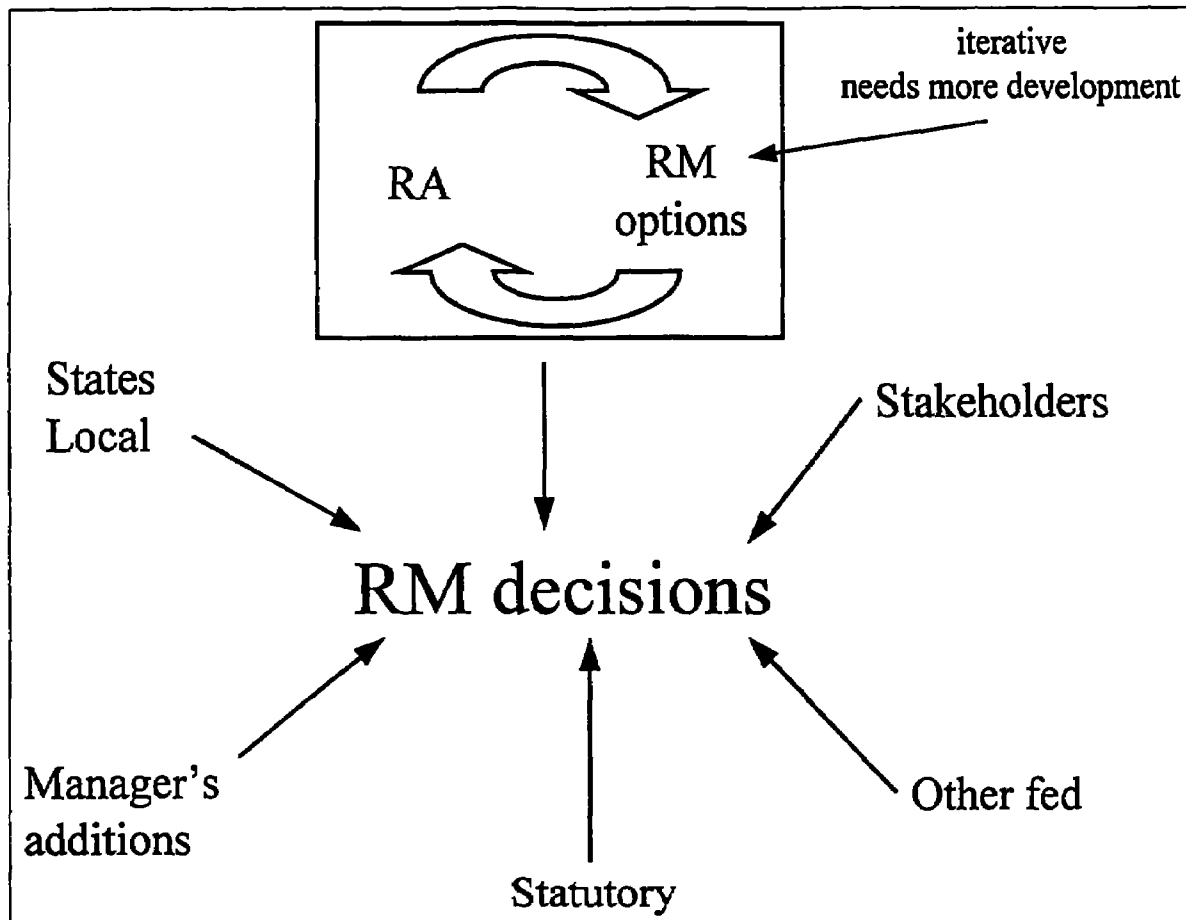 iterative
needs more development
RA
RM
options
States
Local
Stakeholders
RM decisions
Manager's
additions
Other fed
Statutory